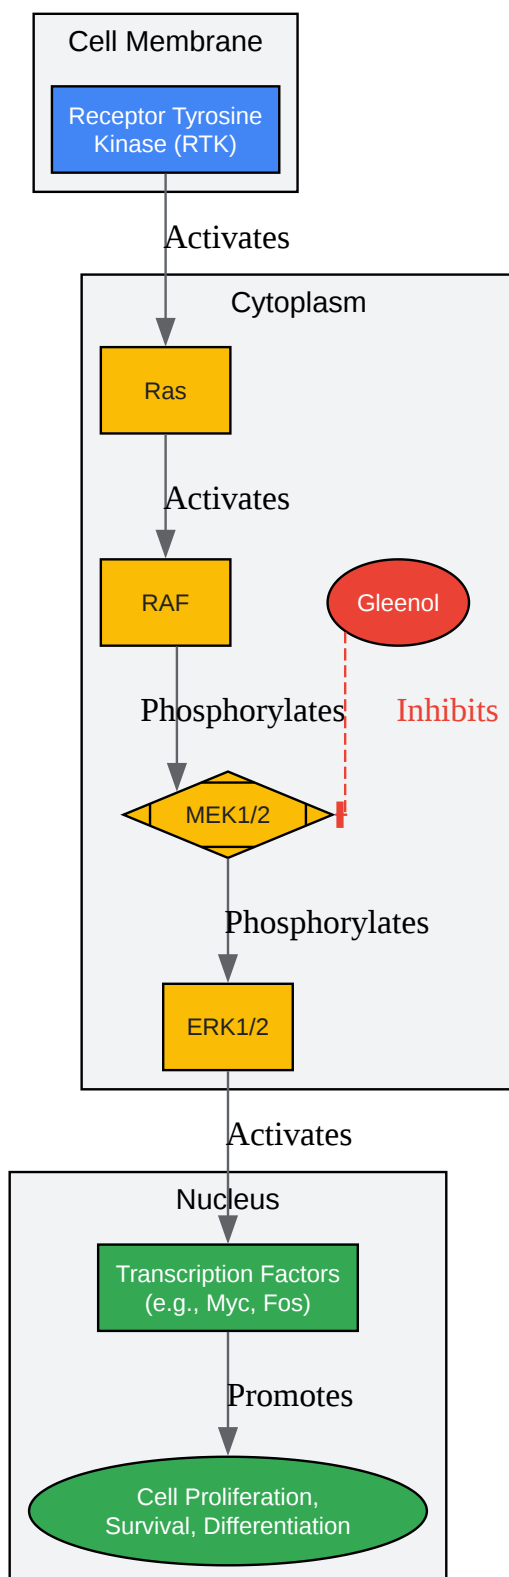 Cell Membrane
Receptor Tyrosine
Kinase (RTK)
Activates
Cytoplasm
Ras
Activates
RAF
Gleenol
Phosphorylates
Inhibits
MEK1/2
Phosphorylates
ERK1/2
Activates
Nucleus
Transcription Factors
(e.g., Myc, Fos)
Promotes
Cell Proliferation,
Survival, Differentiation